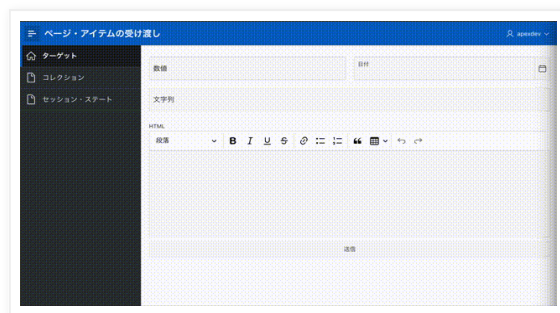 ページ・アイテムの受け渡し
apexdev
ターゲット
コレクション
セッション・ステート
数値
日付
文字列
HTML
段落
B I U S
送信